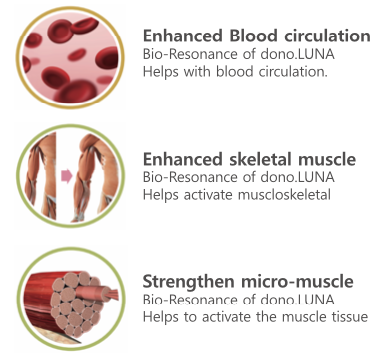 Enhanced Blood circulation
Bio-Resonance of dono.LUNA
Helps with blood circulation.
Enhanced skeletal muscle
Bio-Resonance of dono.LUNA
Helps activate muscloskeletal
Strengthen micro-muscle
Bio-Resonance of dono.LUNA
Helps to activate the muscle tissue